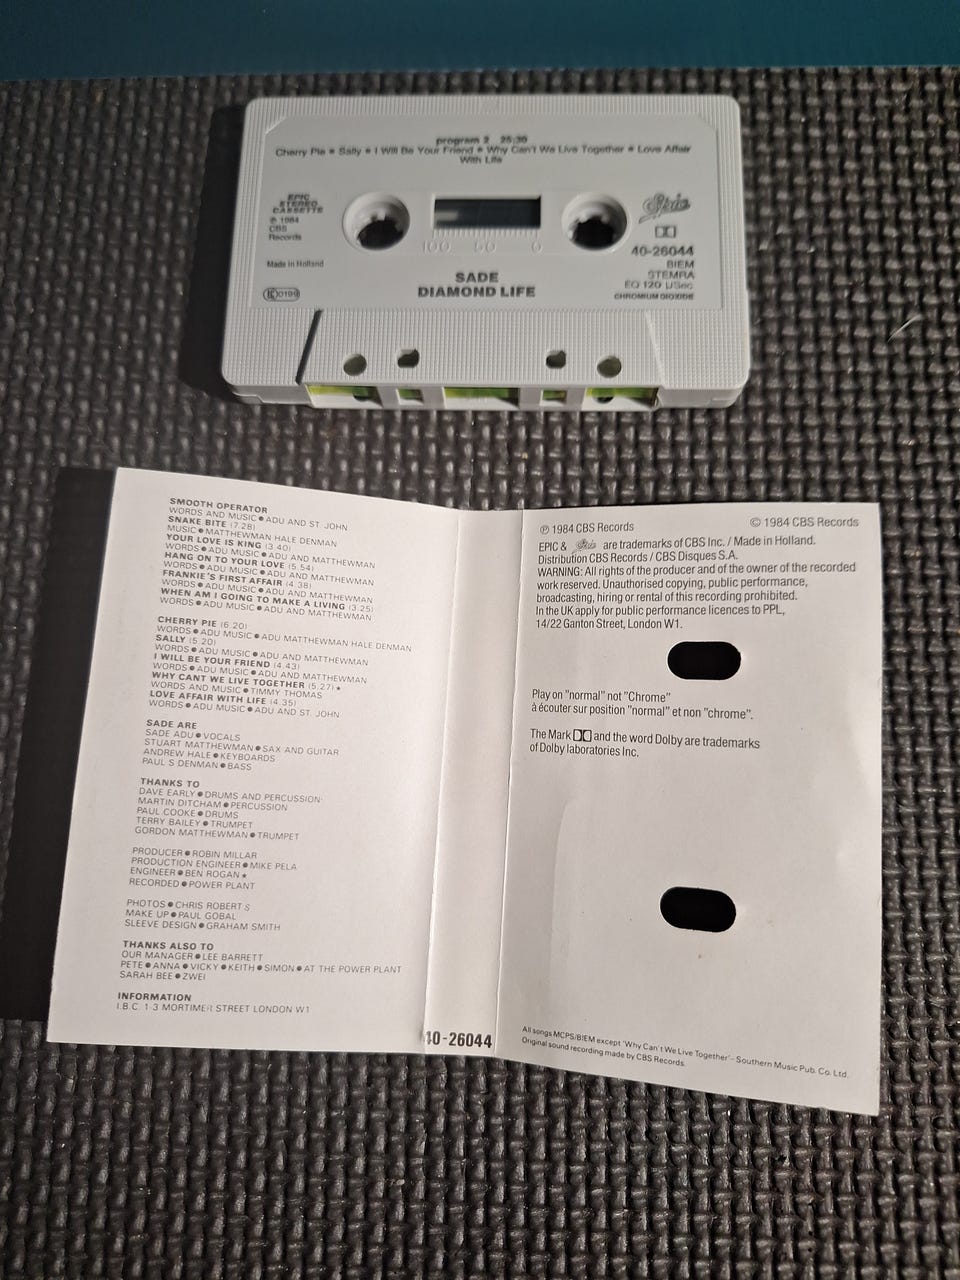 program 2 25:30
Cherry Pie * Sally * I Will Be Your Friend * Why Can't We Live Together * Love Affair
With Life
EPIC
STEREO
CASSETTE
℗ 1984
CBS
Records
Made in Holland
0199
100 50 0
SADE
DIAMOND LIFE
Epic
40-26044
BIEM
STEMRA
EQ 120 µSec
CHROMIUM DIOXIDE
SMOOTH OPERATOR
WORDS AND MUSIC●ADU AND ST. JOHN
SNAKE BITE (7.28)
MUSIC●MATTHEWMAN HALE DENMAN
YOUR LOVE IS KING (3.40)
WORDS●ADU MUSIC●ADU AND MATTHEWMAN
HANG ON TO YOUR LOVE (5.54)
WORDS●ADU MUSIC●ADU AND MATTHEWMAN
FRANKIE'S FIRST AFFAIR (4.38)
WORDS●ADU MUSIC●ADU AND MATTHEWMAN
WHEN AM I GOING TO MAKE A LIVING (3.25)
WORDS●ADU MUSIC●ADU AND MATTHEWMAN
CHERRY PIE (6.20)
WORDS●ADU MUSIC●ADU MATTHEWMAN HALE DENMAN
SALLY (5.20)
WORDS●ADU MUSIC●ADU AND MATTHEWMAN
I WILL BE YOUR FRIEND (4.43)
WORDS●ADU MUSIC●ADU AND MATTHEWMAN
WHY CANT WE LIVE TOGETHER (5.27)★
WORDS AND MUSIC●TIMMY THOMAS
LOVE AFFAIR WITH LIFE (4.35)
WORDS●ADU MUSIC●ADU AND ST. JOHN
SADE ARE
SADE ADU●VOCALS
STUART MATTHEWMAN●SAX AND GUITAR
ANDREW HALE●KEYBOARDS
PAUL S DENMAN●BASS
THANKS TO
DAVE EARLY●DRUMS AND PERCUSSION
MARTIN DITCHAM●PERCUSSION
PAUL COOKE●DRUMS
TERRY BAILEY●TRUMPET
GORDON MATTHEWMAN●TRUMPET
PRODUCER●ROBIN MILLAR
PRODUCTION ENGINEER●MIKE PELA
ENGINEER●BEN ROGAN★
RECORDED●POWER PLANT
PHOTOS●CHRIS ROBERTS
MAKE UP●PAUL GOBAL
SLEEVE DESIGN●GRAHAM SMITH
THANKS ALSO TO
OUR MANAGER●LEE BARRETT
PETE●ANNA●VICKY●KEITH●SIMON●AT THE POWER PLANT
SARAH BEE●ZWEI
INFORMATION
I.B.C. 1-3 MORTIMER STREET LONDON W1
40-26044
℗ 1984 CBS Records © 1984 CBS Records
EPIC & Epic are trademarks of CBS Inc. / Made in Holland.
Distribution CBS Records / CBS Disques S.A.
WARNING: All rights of the producer and of the owner of the recorded
work reserved. Unauthorised copying, public performance,
broadcasting, hiring or rental of this recording prohibited.
In the UK apply for public performance licences to PPL,
14/22 Ganton Street, London W1.
Play on "normal" not "Chrome"
à écouter sur position "normal" et non "chrome".
The Mark and the word Dolby are trademarks
of Dolby laboratories Inc.
All songs MCPS/BIEM except 'Why Can't We Live Together' – Southern Music Pub. Co. Ltd.
Original sound recording made by CBS Records.